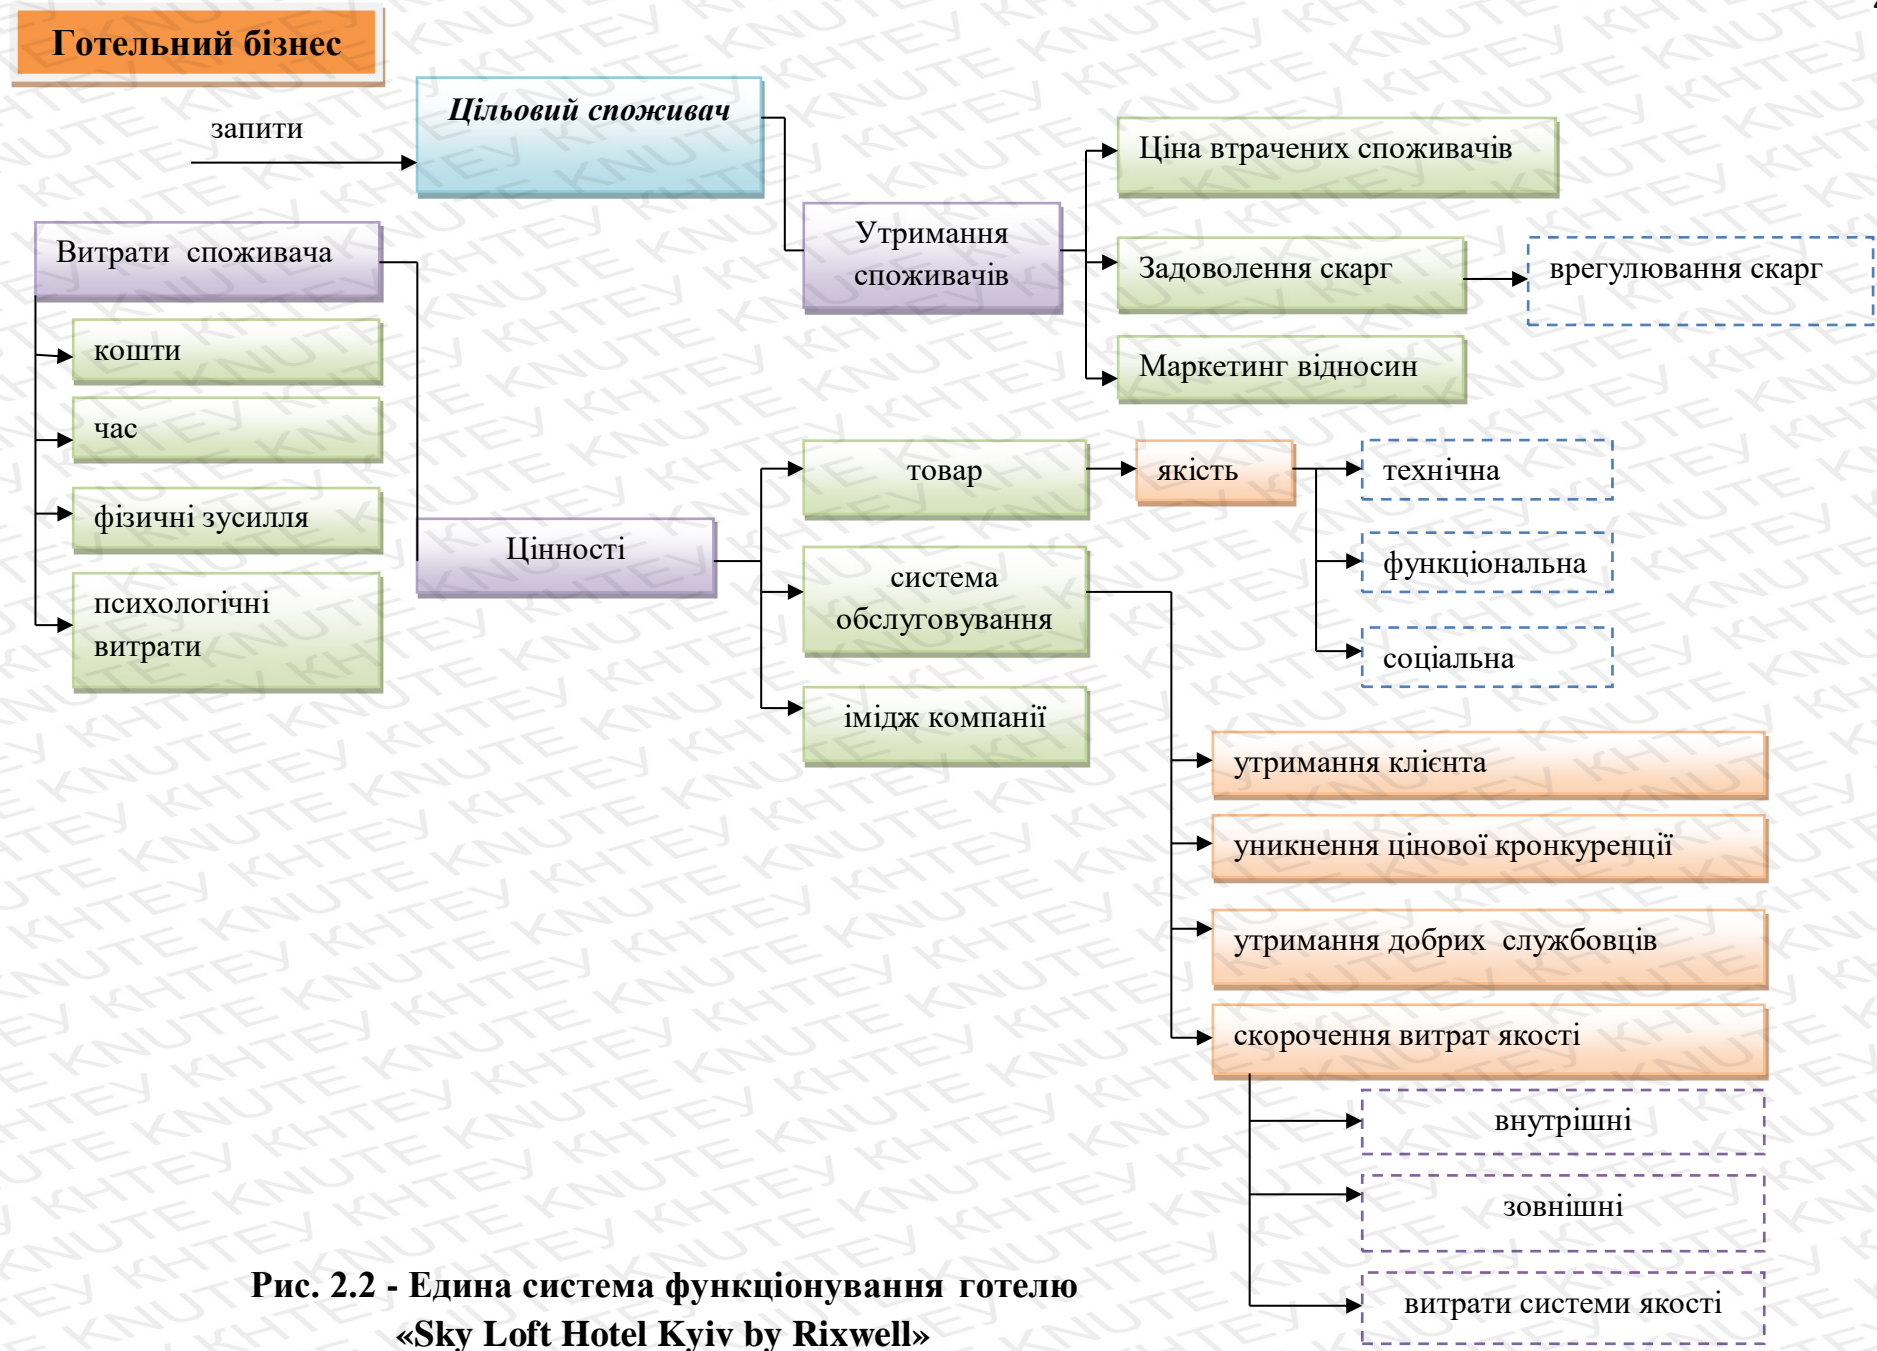 Готельний бізнес
Цільовий споживач
запити
Ціна втрачених споживачів
Утримання
споживачів
Витрати споживача
Задоволення скарг
врегулювання скарг
кошти
Маркетинг відносин
час
товар
якість
технічна
фізичні зусилля
Цінності
функціональна
система
обслуговування
психологічні
витрати
соціальна
імідж компанії
утримання клієнта
уникнення цінової кронкуренції
утримання добрих службовців
скорочення витрат якості
внутрішні
зовнішні
витрати системи якості
Рис. 2.2 - Едина система функціонування готелю
«Sky Loft Hotel Kyiv by Rixwell»